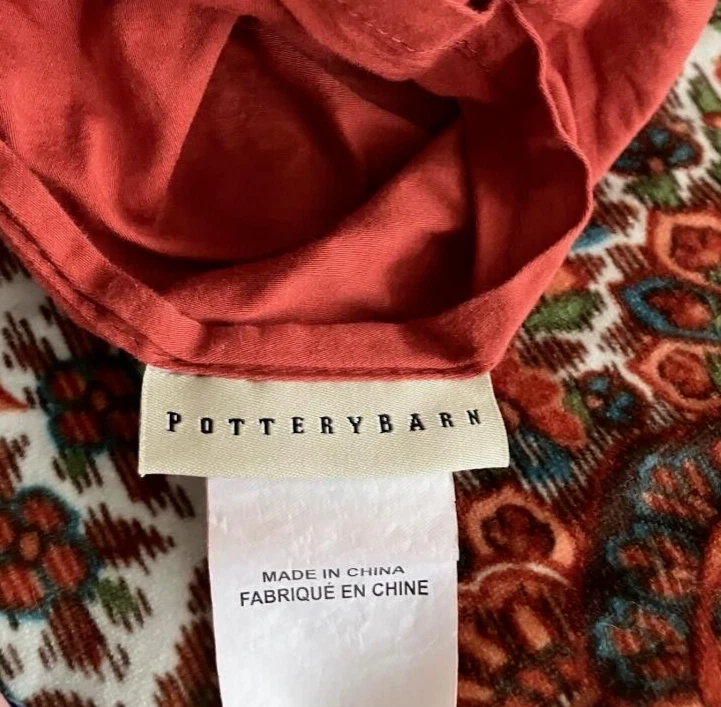 POTTERYBARN
MADE IN CHINA
FABRIQUÉ EN CHINE